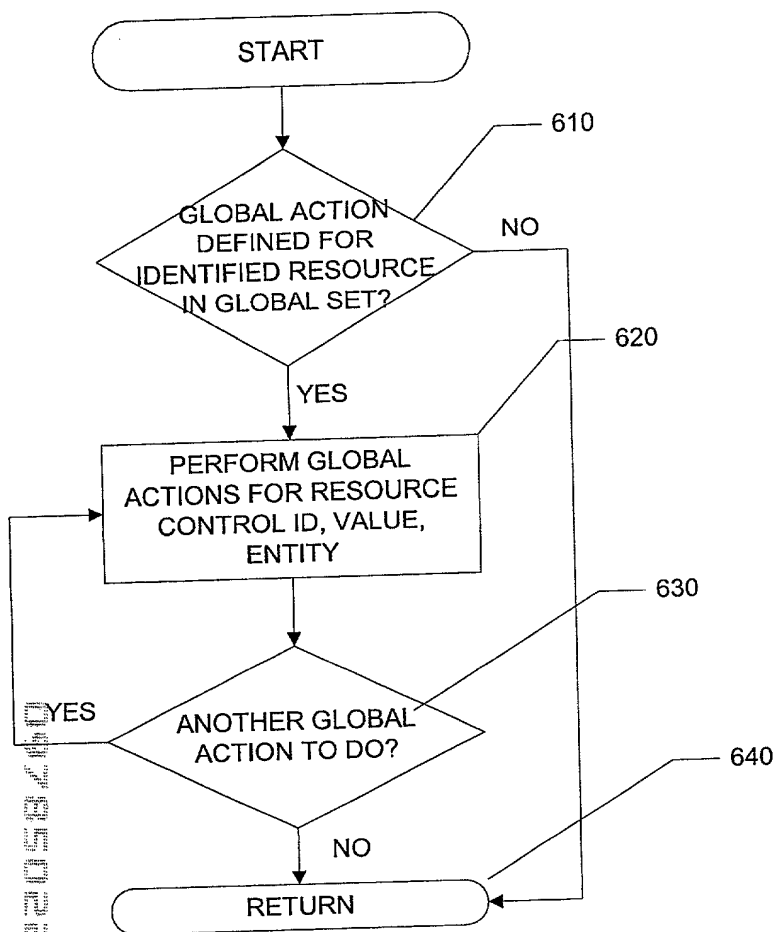 START
610
GLOBAL ACTION
DEFINED FOR
IDENTIFIED RESOURCE
IN GLOBAL SET?
NO
620
YES
PERFORM GLOBAL
ACTIONS FOR RESOURCE
CONTROL ID, VALUE,
ENTITY
630
YES
ANOTHER GLOBAL
ACTION TO DO?
640
NO
RETURN